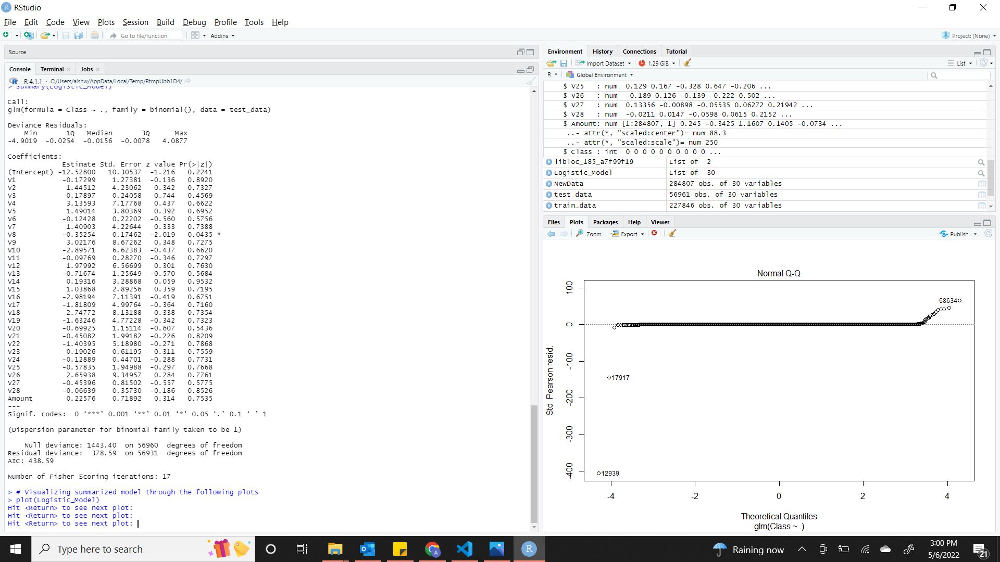 RStudio
File Edit Code View Plots Session Build Debug Profile Tools Help
Go to file/function Addins Project: (None)
Source
Console Terminal Jobs
R 4.1.1 · C:/Users/aishw/AppData/Local/Temp/RtmpUbb1D4/
> summary(Logistic_Model)
Call:
glm(formula = Class ~ ., family = binomial(), data = test_data)
Deviance Residuals:
Min 1Q Median 3Q Max
-4.9019 -0.0254 -0.0156 -0.0078 4.0877
Coefficients:
Estimate Std. Error z value Pr(>|z|)
(Intercept) -12.52800 10.30537 -1.216 0.2241
V1 -0.17299 1.27381 -0.136 0.8920
V2 1.44512 4.23062 0.342 0.7327
V3 0.17897 0.24058 0.744 0.4569
V4 3.13593 7.17768 0.437 0.6622
V5 1.49014 3.80369 0.392 0.6952
V6 -0.12428 0.22202 -0.560 0.5756
V7 1.40903 4.22644 0.333 0.7388
V8 -0.35254 0.17462 -2.019 0.0435 *
V9 3.02176 8.67262 0.348 0.7275
V10 -2.89571 6.62383 -0.437 0.6620
V11 -0.09769 0.28270 -0.346 0.7297
V12 1.97992 6.56699 0.301 0.7630
V13 -0.71674 1.25649 -0.570 0.5684
V14 0.19316 3.28868 0.059 0.9532
V15 1.03868 2.89256 0.359 0.7195
V16 -2.98194 7.11391 -0.419 0.6751
V17 -1.81809 4.99764 -0.364 0.7160
V18 2.74772 8.13188 0.338 0.7354
V19 -1.63246 4.77228 -0.342 0.7323
V20 -0.69925 1.15114 -0.607 0.5436
V21 -0.45082 1.99182 -0.226 0.8209
V22 -1.40395 5.18980 -0.271 0.7868
V23 0.19026 0.61195 0.311 0.7559
V24 -0.12889 0.44701 -0.288 0.7731
V25 -0.57835 1.94988 -0.297 0.7668
V26 2.65938 9.34957 0.284 0.7761
V27 -0.45396 0.81502 -0.557 0.5775
V28 -0.06639 0.35730 -0.186 0.8526
Amount 0.22576 0.71892 0.314 0.7535
---
Signif. codes: 0 ‘***’ 0.001 ‘**’ 0.01 ‘*’ 0.05 ‘.’ 0.1 ‘ ’ 1
(Dispersion parameter for binomial family taken to be 1)
Null deviance: 1443.40 on 56960 degrees of freedom
Residual deviance: 378.59 on 56931 degrees of freedom
AIC: 438.59
Number of Fisher Scoring iterations: 17
> # Visualizing summarized model through the following plots
> plot(Logistic_Model)
Hit <Return> to see next plot:
Hit <Return> to see next plot:
Hit <Return> to see next plot:
Environment History Connections Tutorial
Import Dataset 1.29 GiB List
R Global Environment
$ V25 : num 0.129 0.167 -0.328 0.647 -0.206 ...
$ V26 : num -0.189 0.126 -0.139 -0.222 0.502 ...
$ V27 : num 0.13356 -0.00898 -0.05535 0.06272 0.21942 ...
$ V28 : num -0.0211 0.0147 -0.0598 0.0615 0.2152 ...
$ Amount: num [1:284807, 1] 0.245 -0.3425 1.1607 0.1405 -0.0734 ...
..- attr(*, "scaled:center")= num 88.3
..- attr(*, "scaled:scale")= num 250
$ Class : int 0 0 0 0 0 0 0 0 0 0 ...
libloc_185_a7f99f19 List of 2
Logistic_Model List of 30
NewData 284807 obs. of 30 variables
test_data 56961 obs. of 30 variables
train_data 227846 obs. of 30 variables
Files Plots Packages Help Viewer
Zoom Export Publish
Normal Q-Q
Std. Pearson resid.
100
0
-100
-200
-300
-400
68634
17917
12939
-4 -2 0 2 4
Theoretical Quantiles
glm(Class ~ .)
Type here to search
Raining now
3:00 PM
5/6/2022
21